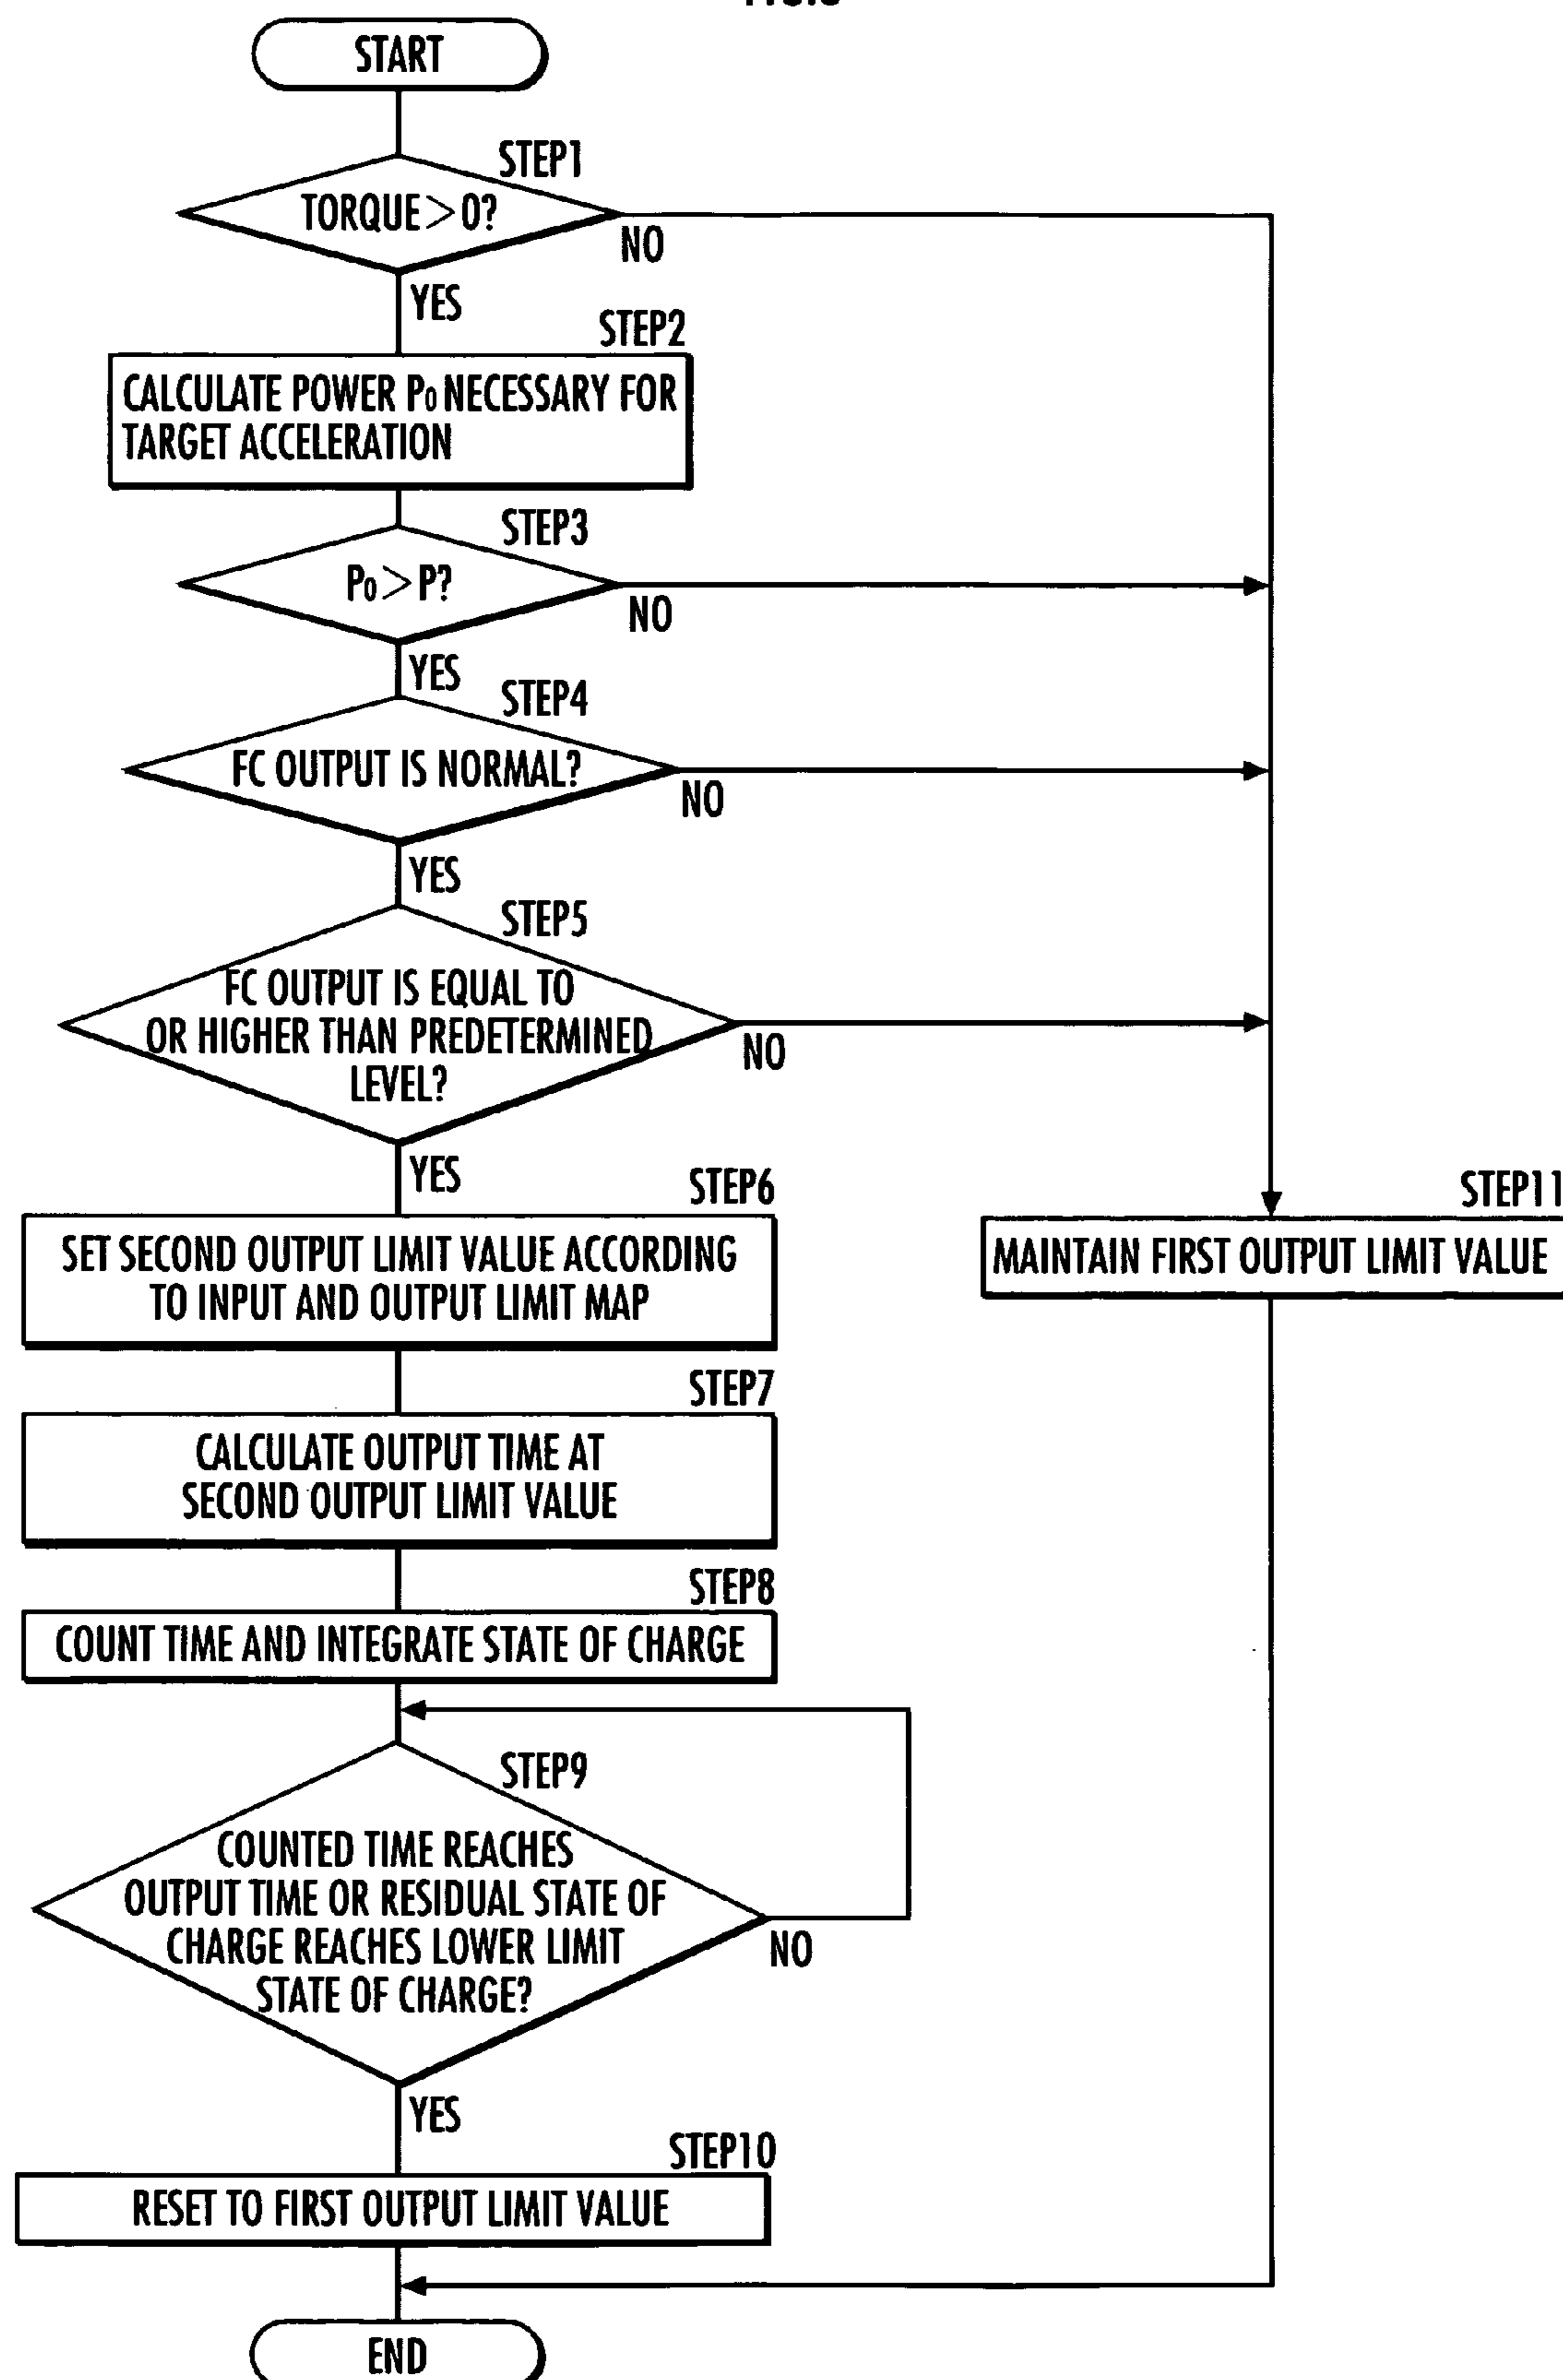 START
STEP1
TORQUE>0?
NO
YES
STEP2
CALCULATE POWER P0 NECESSARY FOR
TARGET ACCELERATION
STEP3
P0>P?
NO
YES
STEP4
FC OUTPUT IS NORMAL?
NO
YES
STEP5
FC OUTPUT IS EQUAL TO
OR HIGHER THAN PREDETERMINED
LEVEL?
NO
YES
STEP6
SET SECOND OUTPUT LIMIT VALUE ACCORDING
TO INPUT AND OUTPUT LIMIT MAP
STEP11
MAINTAIN FIRST OUTPUT LIMIT VALUE
STEP7
CALCULATE OUTPUT TIME AT
SECOND OUTPUT LIMIT VALUE
STEP8
COUNT TIME AND INTEGRATE STATE OF CHARGE
STEP9
COUNTED TIME REACHES
OUTPUT TIME OR RESIDUAL STATE OF
CHARGE REACHES LOWER LIMIT
STATE OF CHARGE?
NO
YES
STEP10
RESET TO FIRST OUTPUT LIMIT VALUE
END